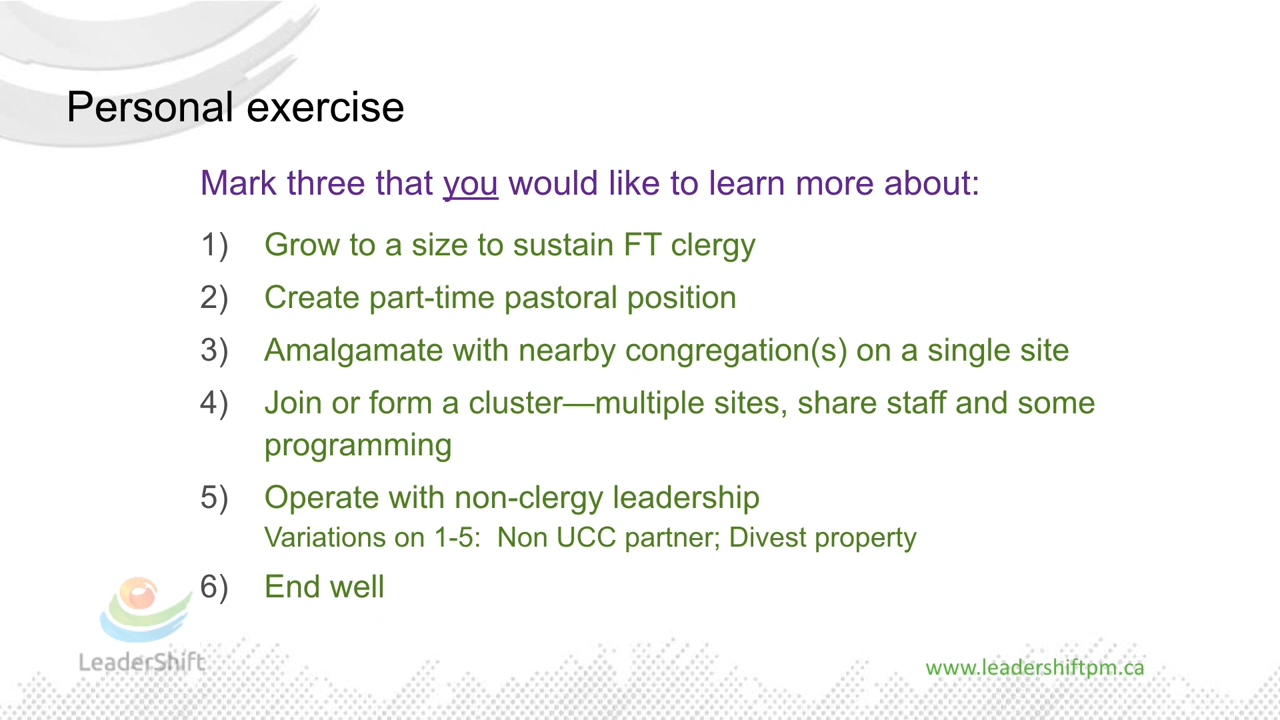 Personal exercise
Mark three that you would like to learn more about:
1) Grow to a size to sustain FT clergy
2) Create part-time pastoral position
3) Amalgamate with nearby congregation(s) on a single site
4) Join or form a cluster—multiple sites, share staff and some
programming
5) Operate with non-clergy leadership
Variations on 1-5:  Non UCC partner; Divest property
6) End well
LeaderShift
www.leadershiftpm.ca